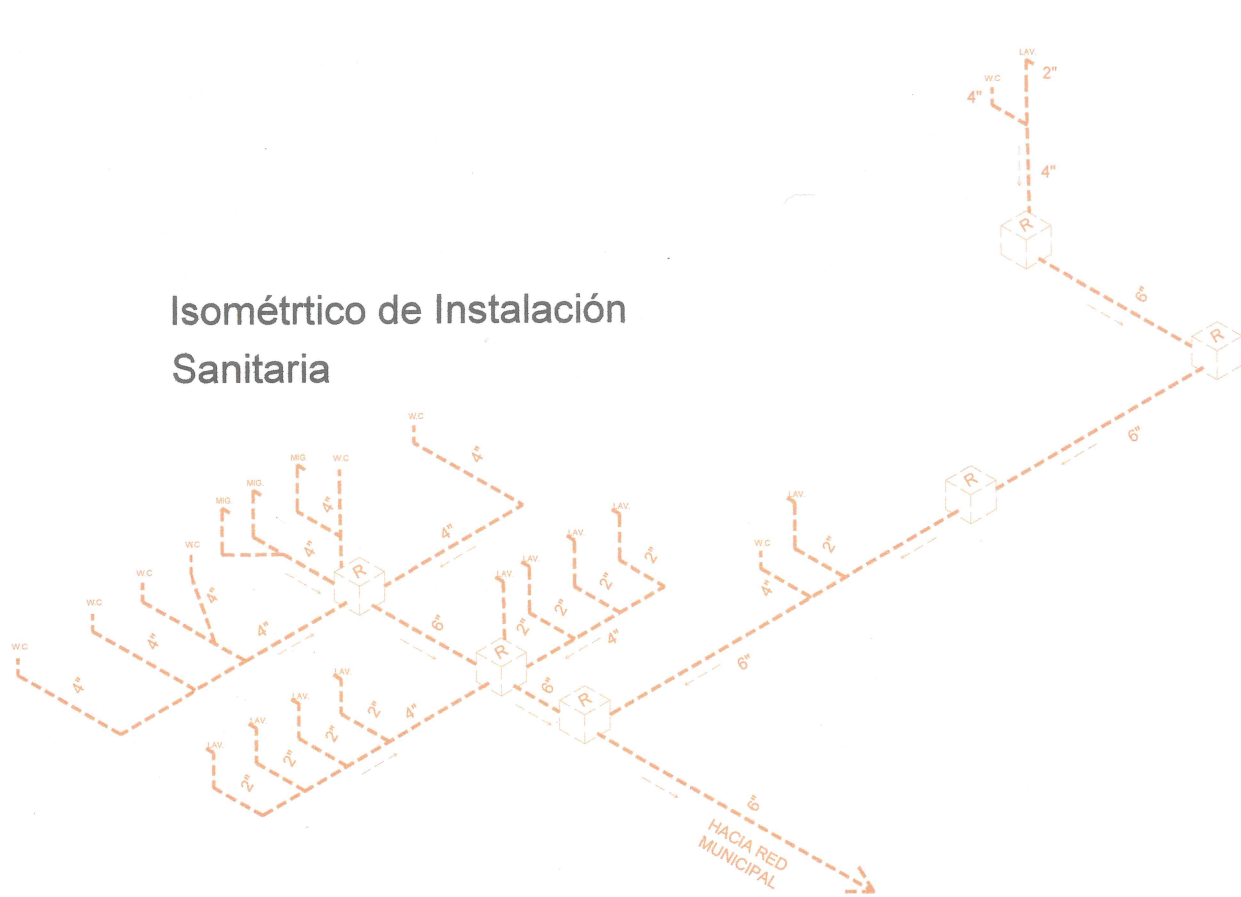 LAV.
2"
W.C.
4"
4"
R
6"
Isométrtico de Instalación
Sanitaria
R
6"
W.C
4"
MIG.
W.C
4"
MIG.
4"
MIG.
4"
R
LAV.
2"
LAV.
2"
LAV.
2"
LAV.
2"
4"
R
LAV.
2"
W.C
4"
6"
W.C
4"
W.C
W.C
4"
W.C
4"
4"
R
6"
6"
R
LAV.
2"
LAV.
2"
LAV.
2"
LAV.
2"
4"
6"
HACIA RED
MUNICIPAL